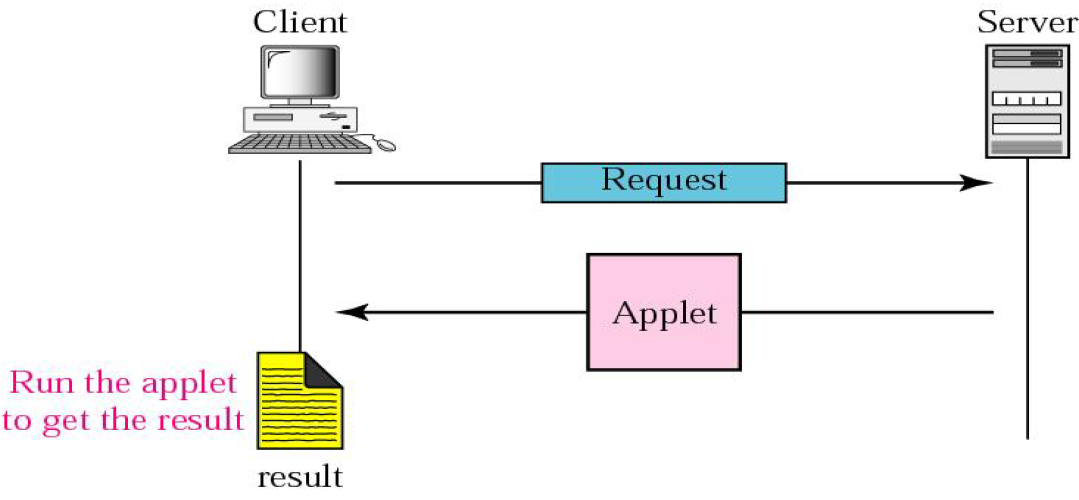 Client
Server
Request
Applet
Run the applet
to get the result
result